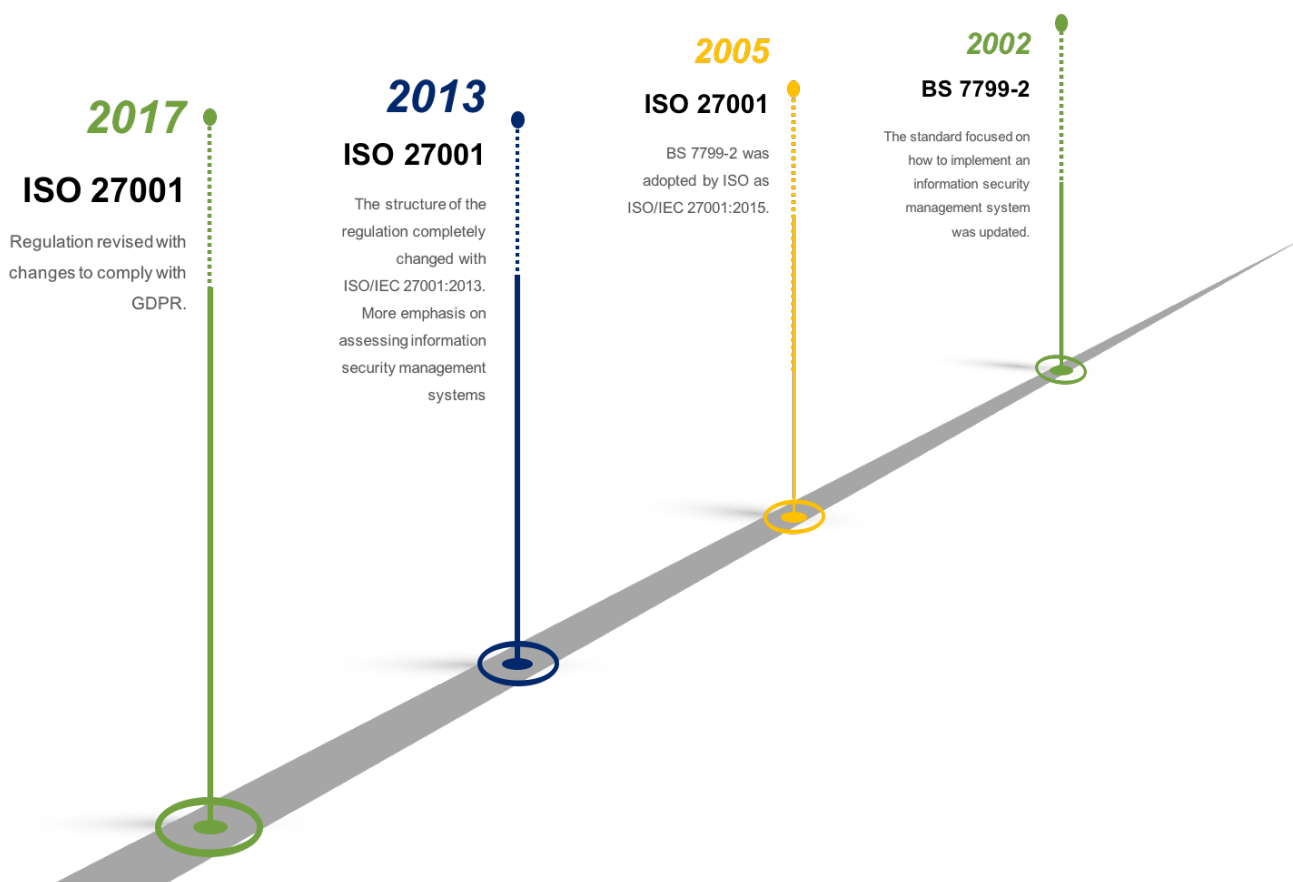 2017
ISO 27001
Regulation revised with
changes to comply with
GDPR.
2013
ISO 27001
The structure of the
regulation completely
changed with
ISO/IEC 27001:2013.
More emphasis on
assessing information
security management
systems
2005
ISO 27001
BS 7799-2 was
adopted by ISO as
ISO/IEC 27001:2015.
2002
BS 7799-2
The standard focused on
how to implement an
information security
management system
was updated.